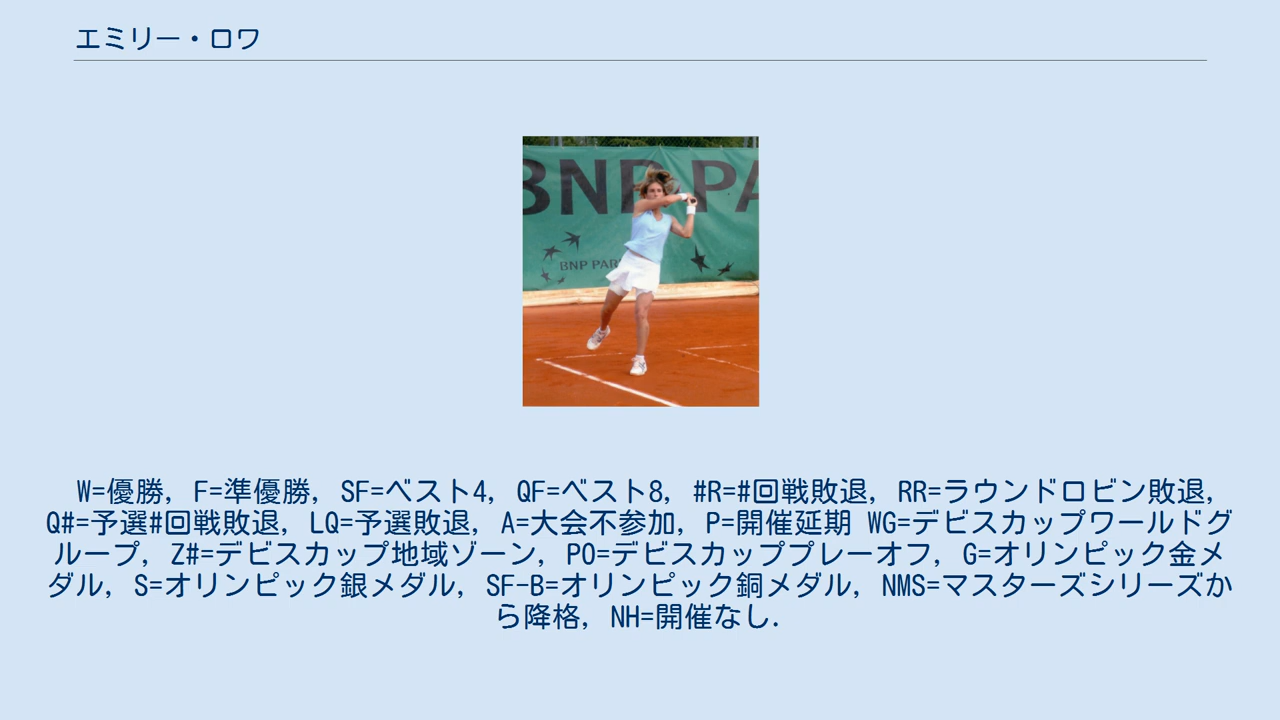 エミリー・ロワ
BNP PA
BNP PAR
W=優勝, F=準優勝, SF=ベスト4, QF=ベスト8, #R=#回戦敗退, RR=ラウンドロビン敗退,
Q#=予選#回戦敗退, LQ=予選敗退, A=大会不参加, P=開催延期 WG=デビスカップワールドグ
ループ, Z#=デビスカップ地域ゾーン, PO=デビスカッププレーオフ, G=オリンピック金メ
ダル, S=オリンピック銀メダル, SF-B=オリンピック銅メダル, NMS=マスターズシリーズか
ら降格, NH=開催なし.